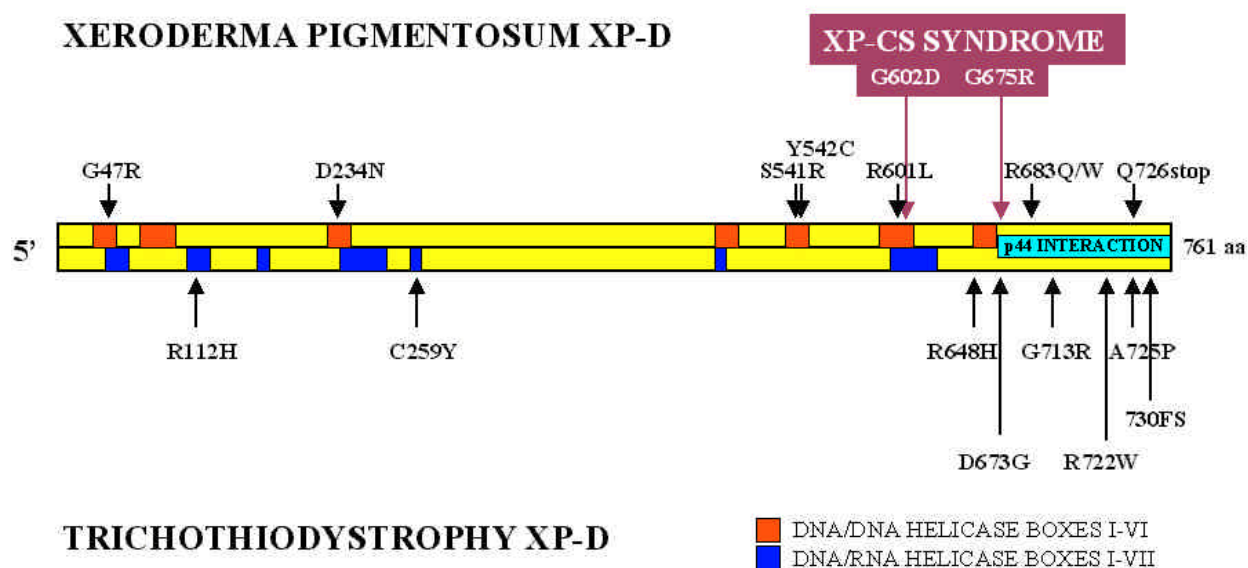 XERODERMA PIGMENTOSUM XP-D
XP-CS SYNDROME
G602D G675R
Y542C
G47R D234N S541R R601L R683Q/W Q726stop
5’ p44 INTERACTION 761 aa
R112H C259Y R648H G713R A725P
730FS
D673G R722W
TRICHOTHIODYSTROPHY XP-D
DNA/DNA HELICASE BOXES I-VI
DNA/RNA HELICASE BOXES I-VII